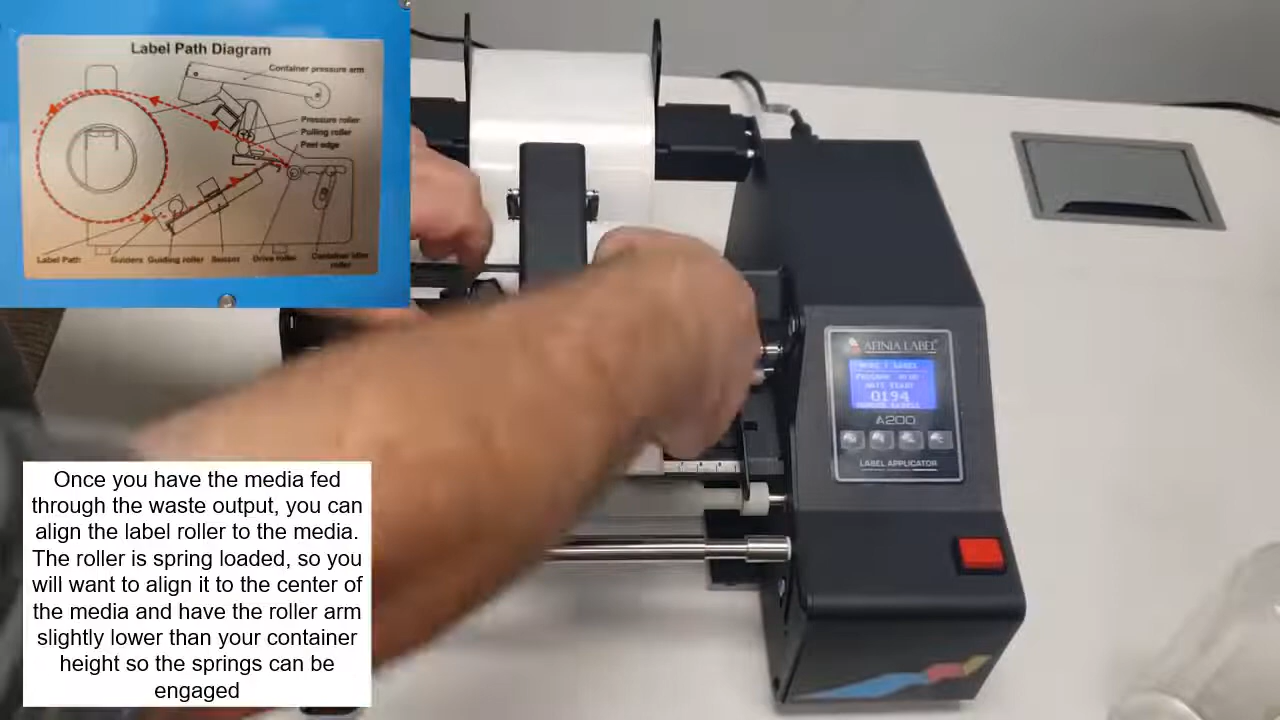 Label Path Diagram
Container pressure arm
Pressure roller
Pulling roller
Peel edge
Label Path
Guiders
Guiding roller
Sensor
Drive roller
Container idler
roller
AFINIA LABEL
0194
A200
LABEL APPLICATOR
Once you have the media fed
through the waste output, you can
align the label roller to the media.
The roller is spring loaded, so you
will want to align it to the center of
the media and have the roller arm
slightly lower than your container
height so the springs can be
engaged